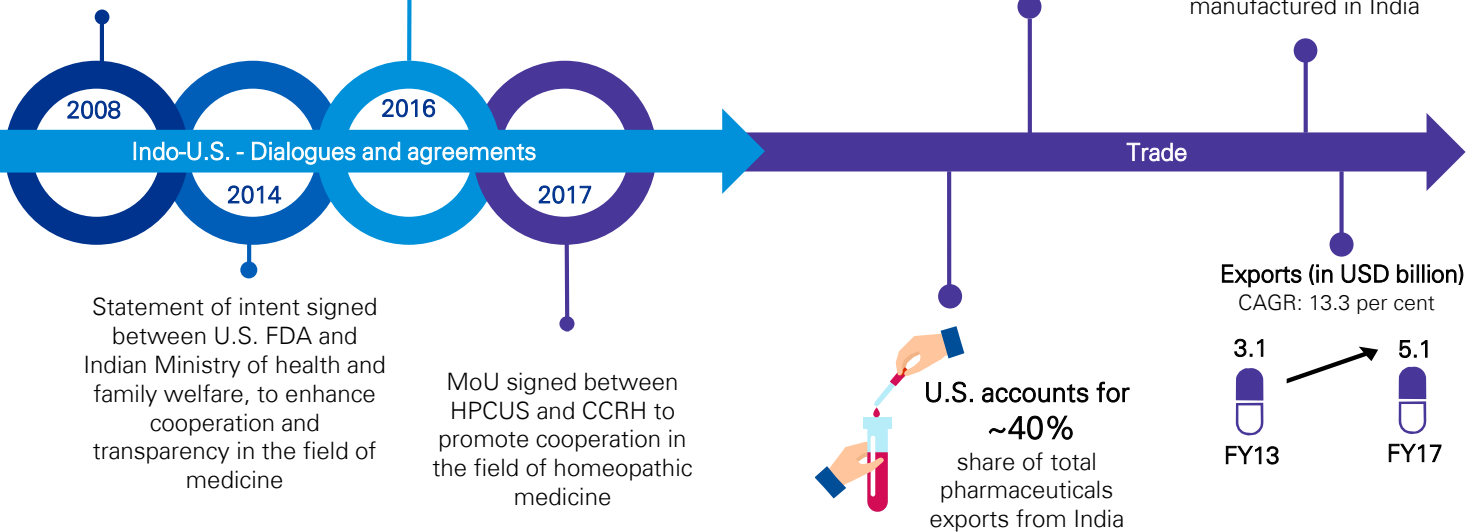 manufactured in India
2008
2016
Indo-U.S. - Dialogues and agreements
Trade
2014
2017
Statement of intent signed
between U.S. FDA and
Indian Ministry of health and
family welfare, to enhance
cooperation and
transparency in the field of
medicine
MoU signed between
HPCUS and CCRH to
promote cooperation in
the field of homeopathic
medicine
U.S. accounts for
~40%
share of total
pharmaceuticals
exports from India
Exports (in USD billion)
CAGR: 13.3 per cent
3.1
5.1
FY13
FY17